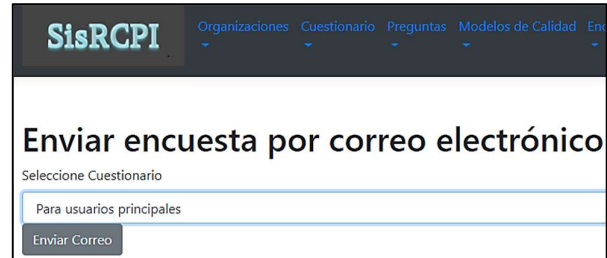 SisRCPI
Organizaciones Cuestionario Preguntas Modelos de Calidad
Enviar encuesta por correo electrónico
Seleccione Cuestionario
Para usuarios principales
Enviar Correo